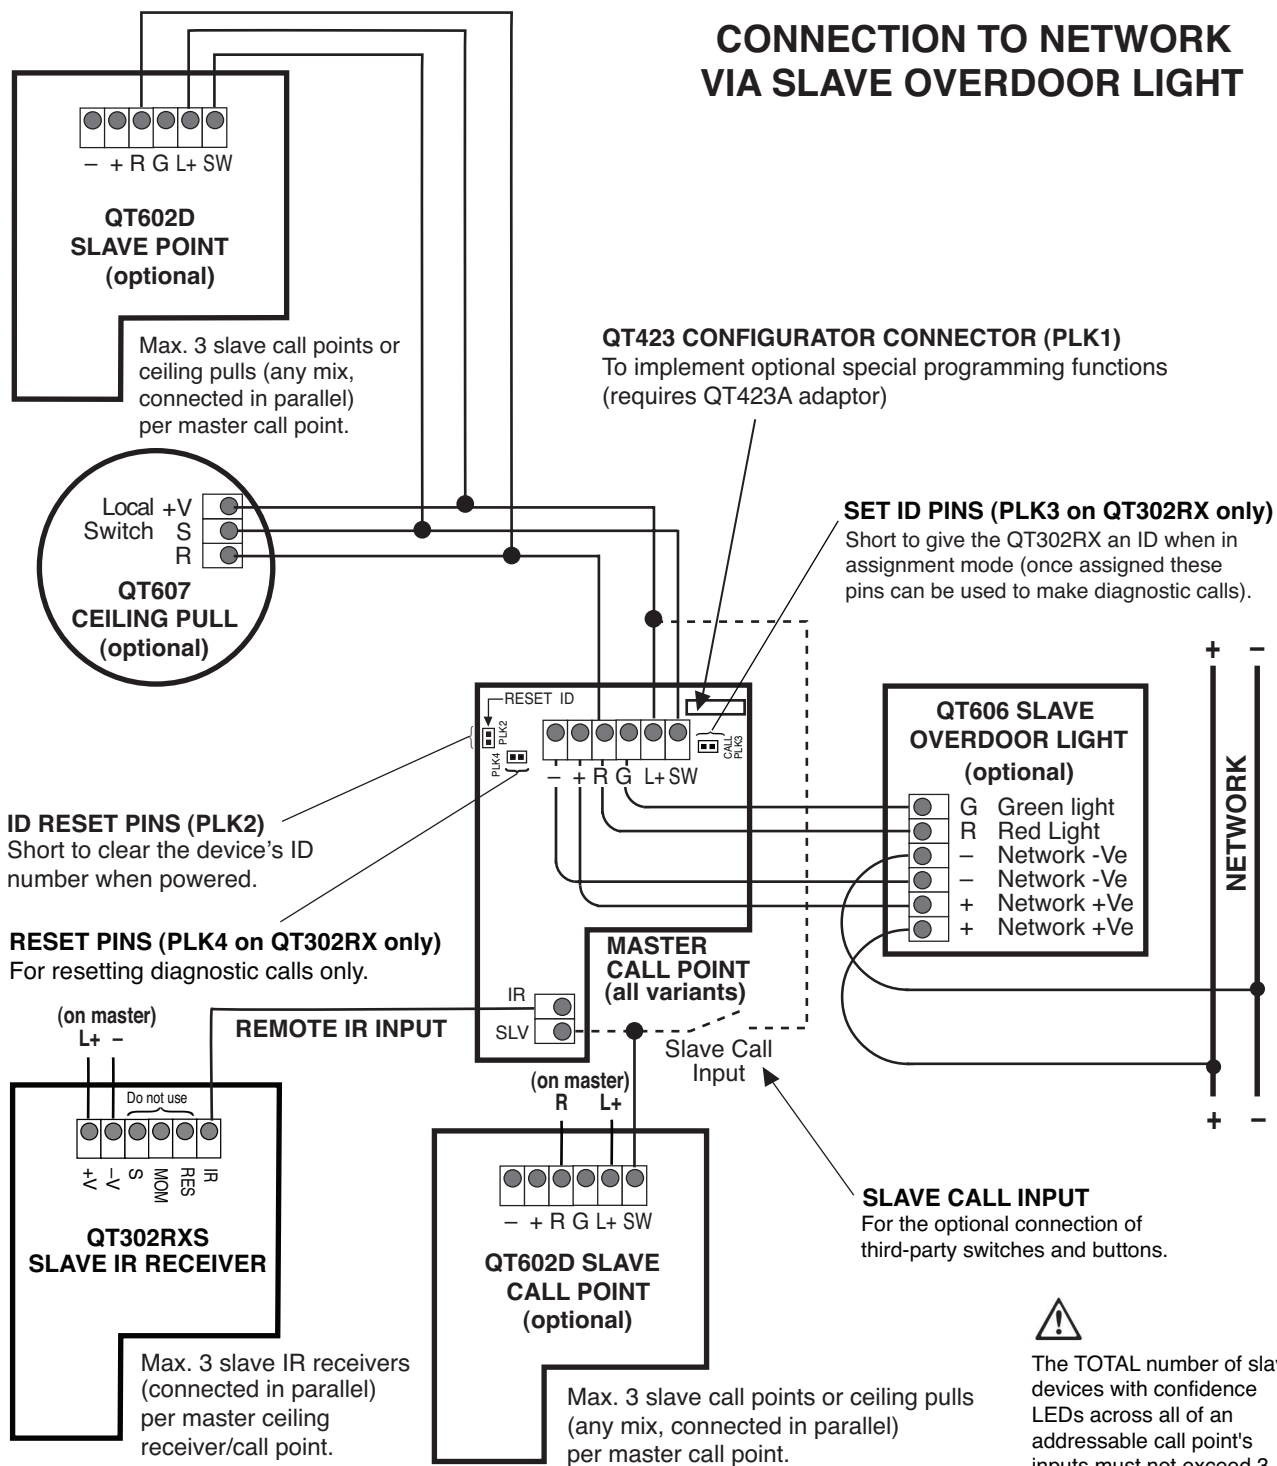 CONNECTION TO NETWORK
VIA SLAVE OVERDOOR LIGHT
– + R G L+ SW
QT602D
SLAVE POINT
(optional)
Max. 3 slave call points or
ceiling pulls (any mix,
connected in parallel)
per master call point.
QT423 CONFIGURATOR CONNECTOR (PLK1)
To implement optional special programming functions
(requires QT423A adaptor)
Local +V
Switch S
R
QT607
CEILING PULL
(optional)
SET ID PINS (PLK3 on QT302RX only)
Short to give the QT302RX an ID when in
assignment mode (once assigned these
pins can be used to make diagnostic calls).
+ –
NETWORK
+ –
RESET ID
PLK2
PLK4
CALL
PLK3
– + R G L+ SW
QT606 SLAVE
OVERDOOR LIGHT
(optional)
G Green light
R Red Light
– Network -Ve
– Network -Ve
+ Network +Ve
+ Network +Ve
ID RESET PINS (PLK2)
Short to clear the device's ID
number when powered.
RESET PINS (PLK4 on QT302RX only)
For resetting diagnostic calls only.
MASTER
CALL POINT
(all variants)
IR
SLV
(on master)
L+ –
REMOTE IR INPUT
Slave Call
Input
(on master)
R L+
Do not use
+V –V S MOM RES IR
QT302RXS
SLAVE IR RECEIVER
Max. 3 slave IR receivers
(connected in parallel)
per master ceiling
receiver/call point.
– + R G L+ SW
QT602D SLAVE
CALL POINT
(optional)
Max. 3 slave call points or ceiling pulls
(any mix, connected in parallel)
per master call point.
SLAVE CALL INPUT
For the optional connection of
third-party switches and buttons.
The TOTAL number of
devices with confidence
LEDs across all of an
addressable call point's
inputs must not exceed 3